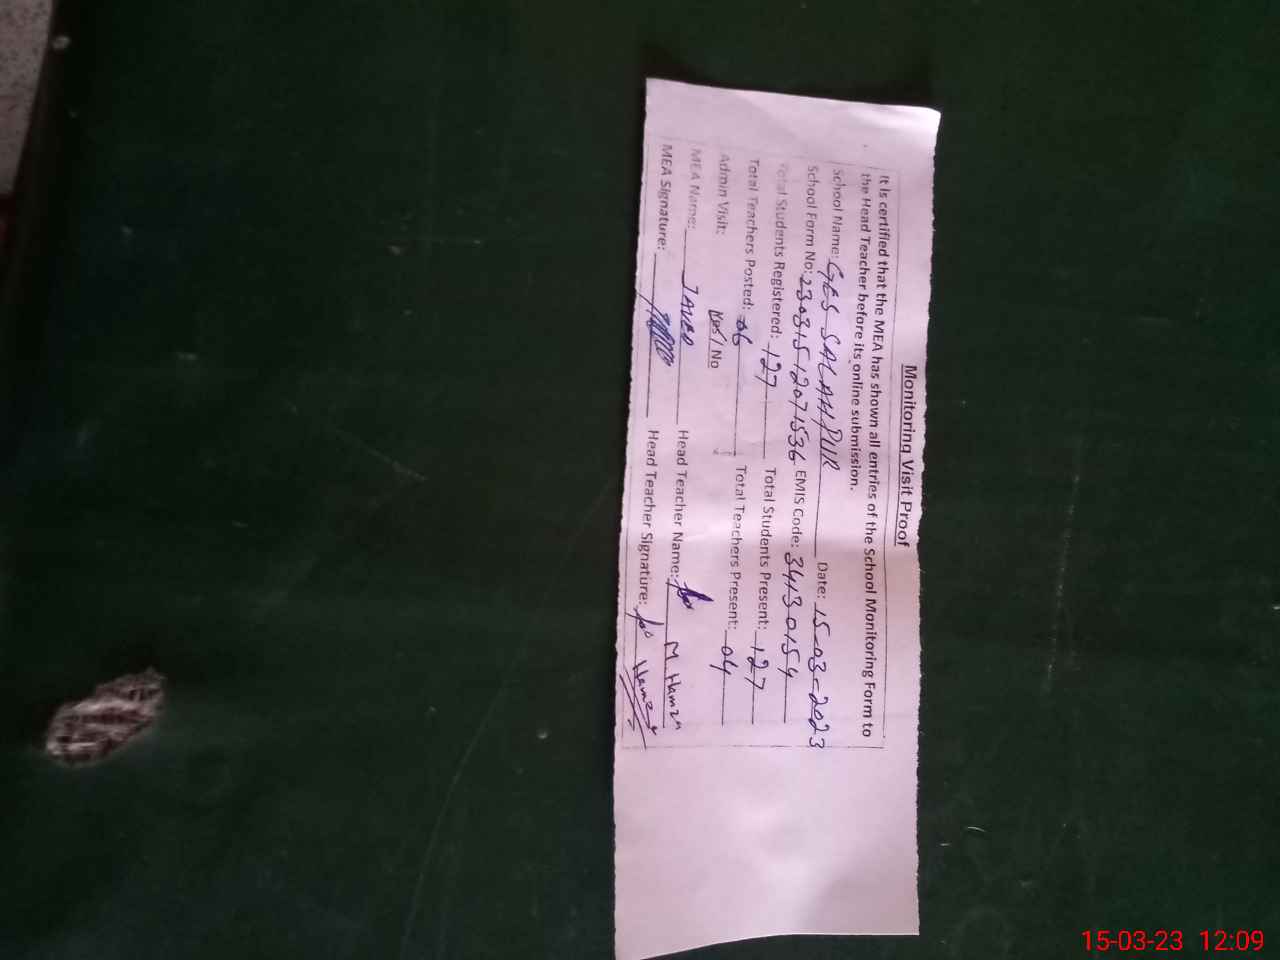 Monitoring Visit Proof
It is certified that the MEA has shown all entries of the School Monitoring Form to
the Head Teacher before its online submission.
School Name: GES SALAHPUR Date: 15-03-2023
School Form No: 23031512071536 EMIS Code: 34130154
Total Students Registered: 127 Total Students Present: 127
Total Teachers Posted: 06 Total Teachers Present: 04
Admin Visit: Yes / No
MEA Name: JAVED Head Teacher Name: M. Hamza
MEA Signature: Head Teacher Signature: Hamza
15-03-23 12:09